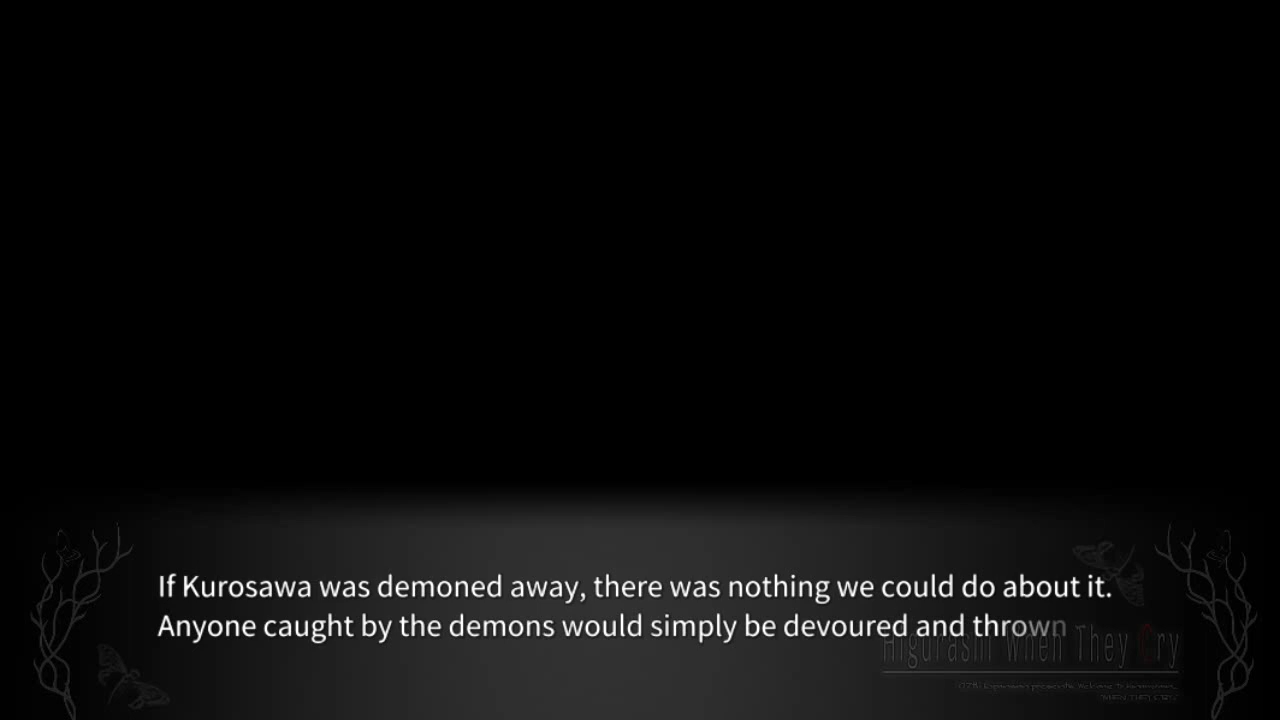 If Kurosawa was demoned away, there was nothing we could do about it.
Anyone caught by the demons would simply be devoured and thrown
Higurashi When They Cry